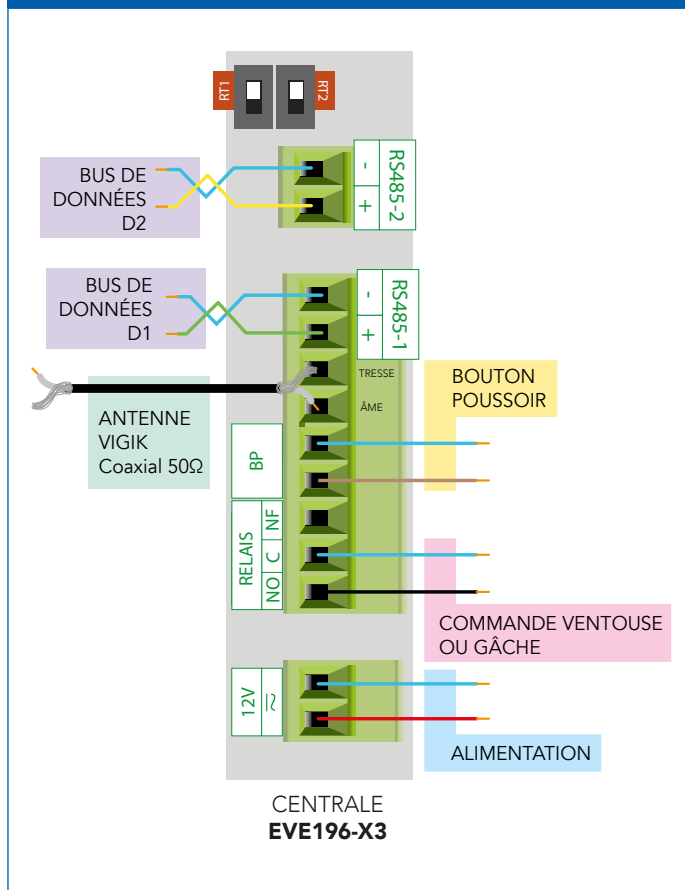 RT1
RT2
BUS DE
DONNÉES
D2
-
+
RS485-2
BUS DE
DONNÉES
D1
-
+
RS485-1
TRESSE
ÂME
ANTENNE
VIGIK
Coaxial 50Ω
BOUTON
POUSSOIR
BP
RELAIS
NF
C
NO
COMMANDE VENTOUSE
OU GÂCHE
12V
ALIMENTATION
CENTRALE
EVE196-X3